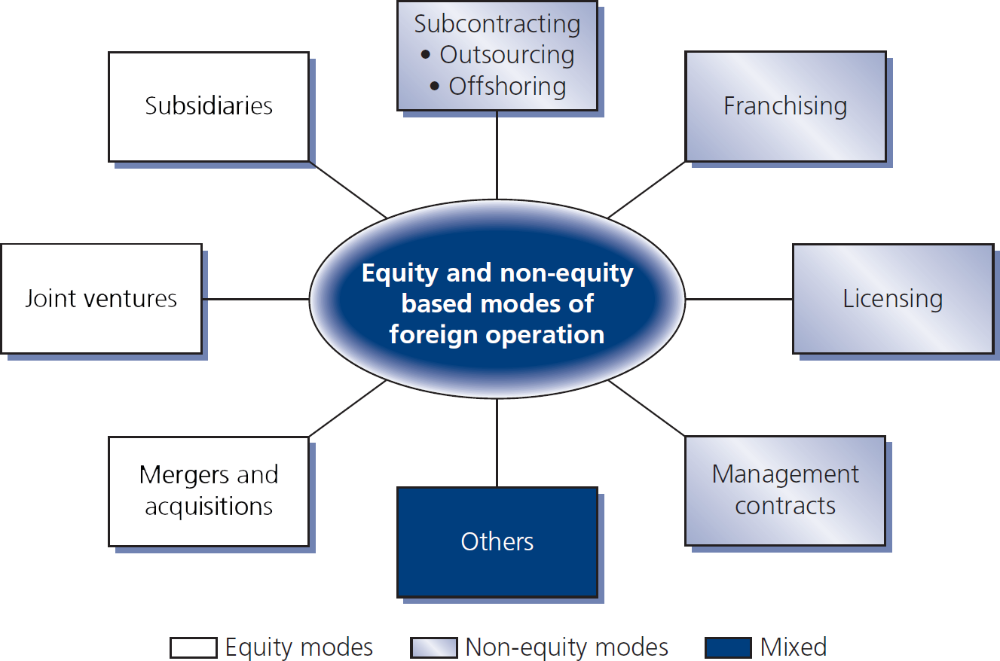 Subcontracting
• Outsourcing
• Offshoring
Subsidiaries
Franchising
Joint ventures
Equity and non-equity
based modes of
foreign operation
Licensing
Mergers and
acquisitions
Others
Management
contracts
Equity modes
Non-equity modes
Mixed